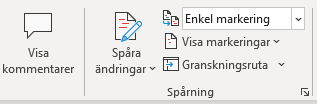 Visa
kommentarer
Spåra
ändringar
Enkel markering
Visa markeringar
Granskningsruta
Spårning